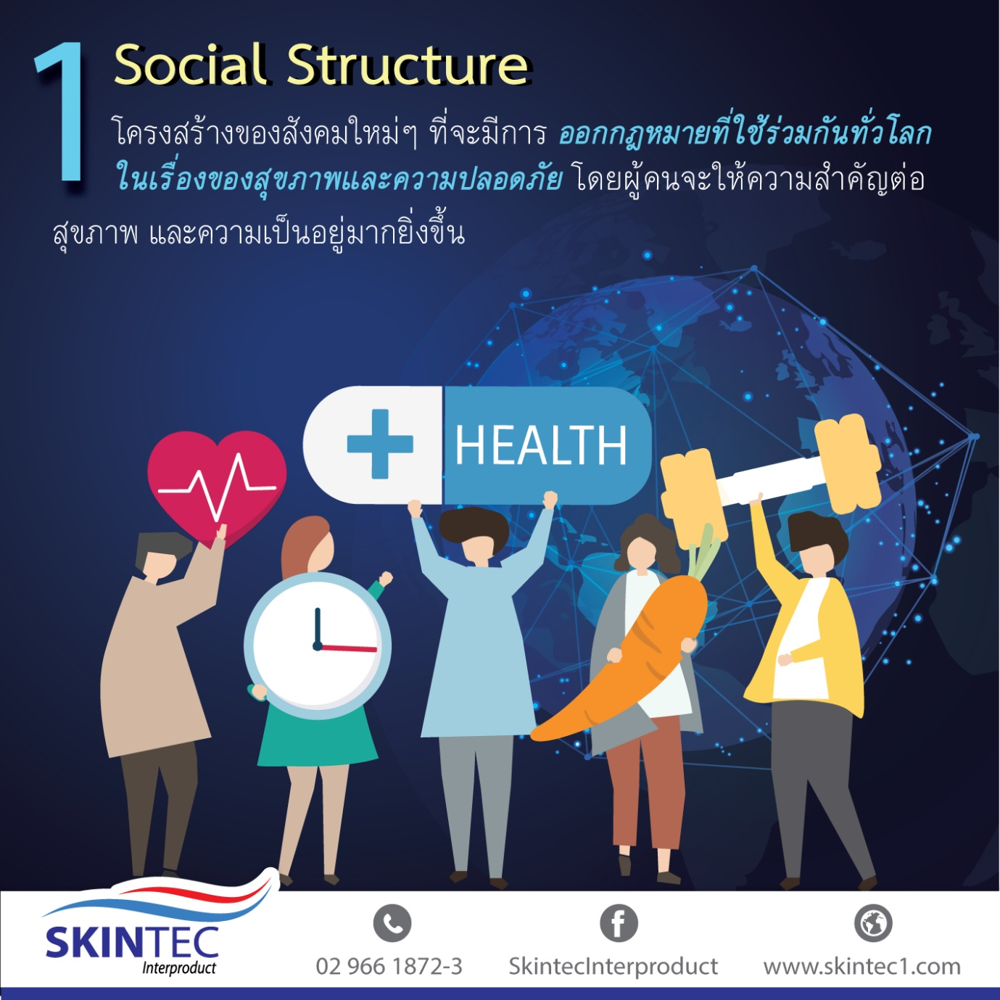 1 Social Structure
โครงสร้างของสังคมใหม่ๆ ที่จะมีการ ออกกฎหมายที่ใช้ร่วมกันทั่วโลก
ในเรื่องของสุขภาพและความปลอดภัย โดยผู้คนจะให้ความสำคัญต่อ
สุขภาพ และความเป็นอยู่มากยิ่งขึ้น
HEALTH
SKINTEC
Interproduct
02 966 1872-3
SkintecInterproduct
www.skintec1.com